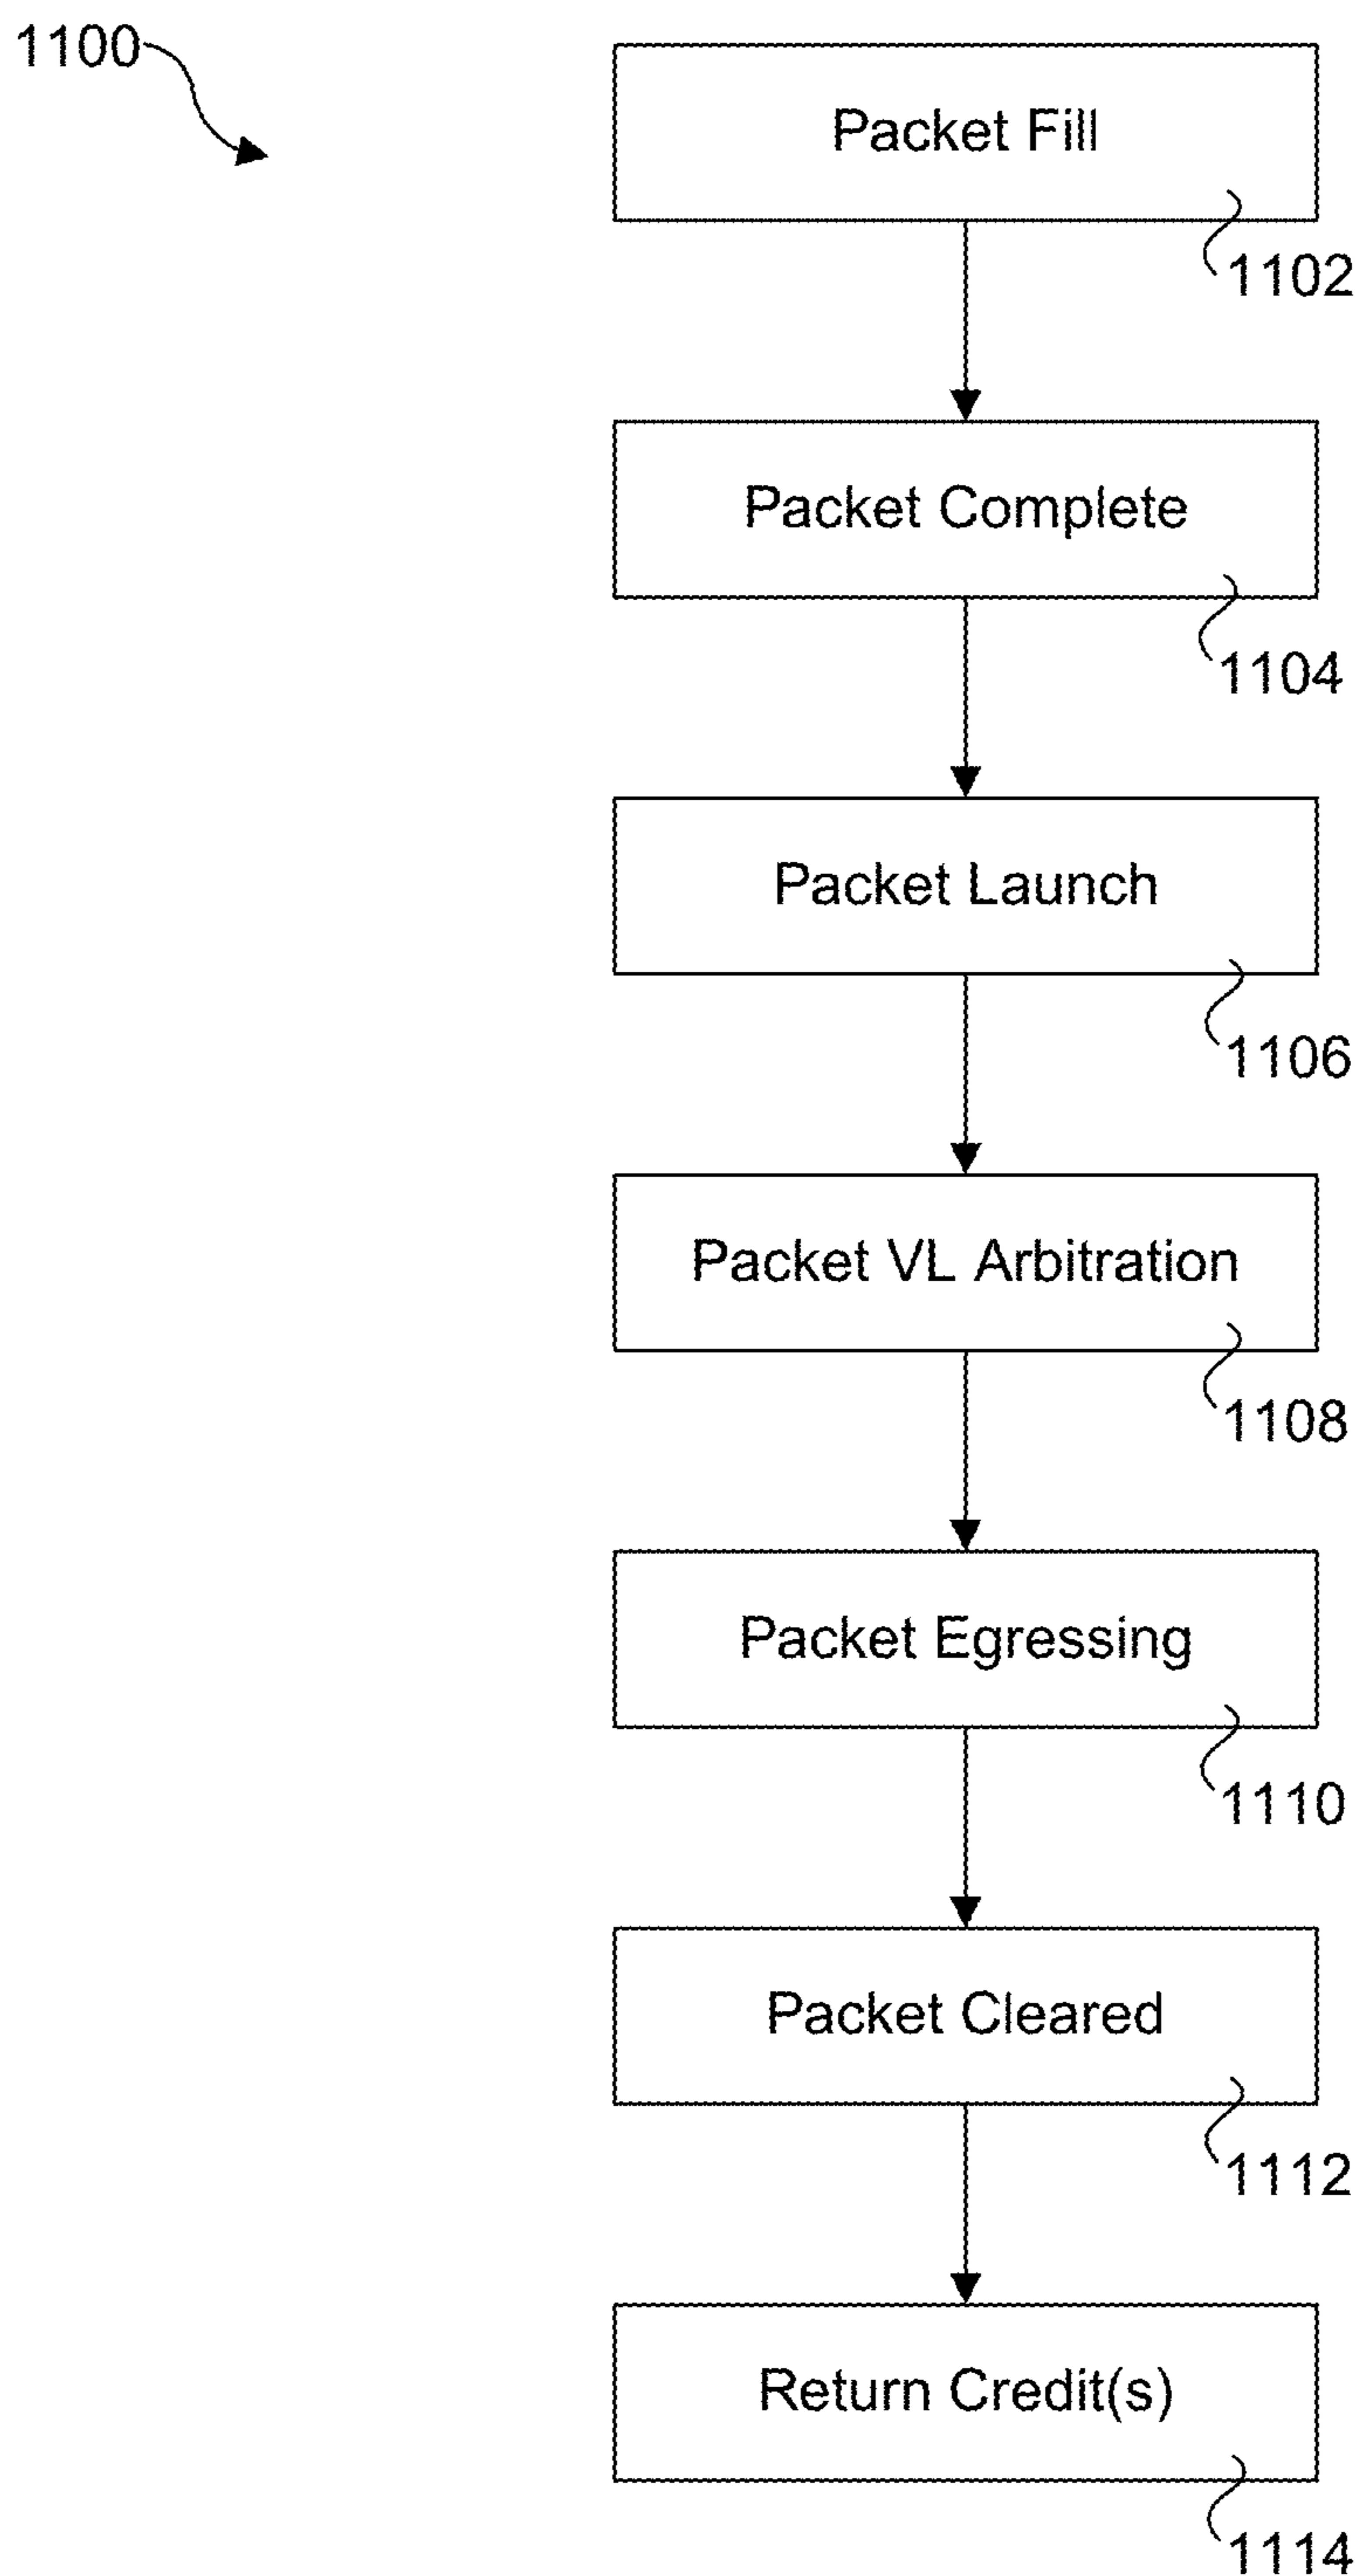 1100
Packet Fill
1102
Packet Complete
1104
Packet Launch
1106
Packet VL Arbitration
1108
Packet Egressing
1110
Packet Cleared
1112
Return Credit(s)
1114